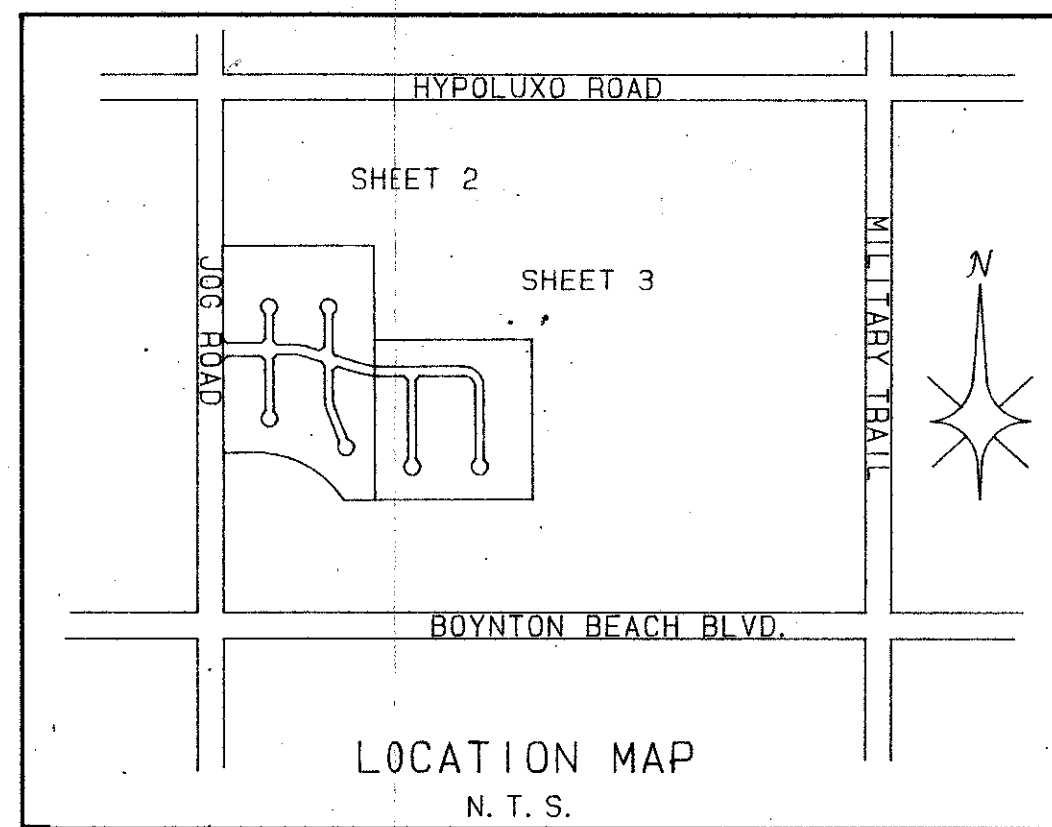 HYPOLUXO ROAD
SHEET 2
SHEET 3
JOG ROAD
MILITARY TRAIL
N
BOYNTON BEACH BLVD.
LOCATION MAP
N. T. S.